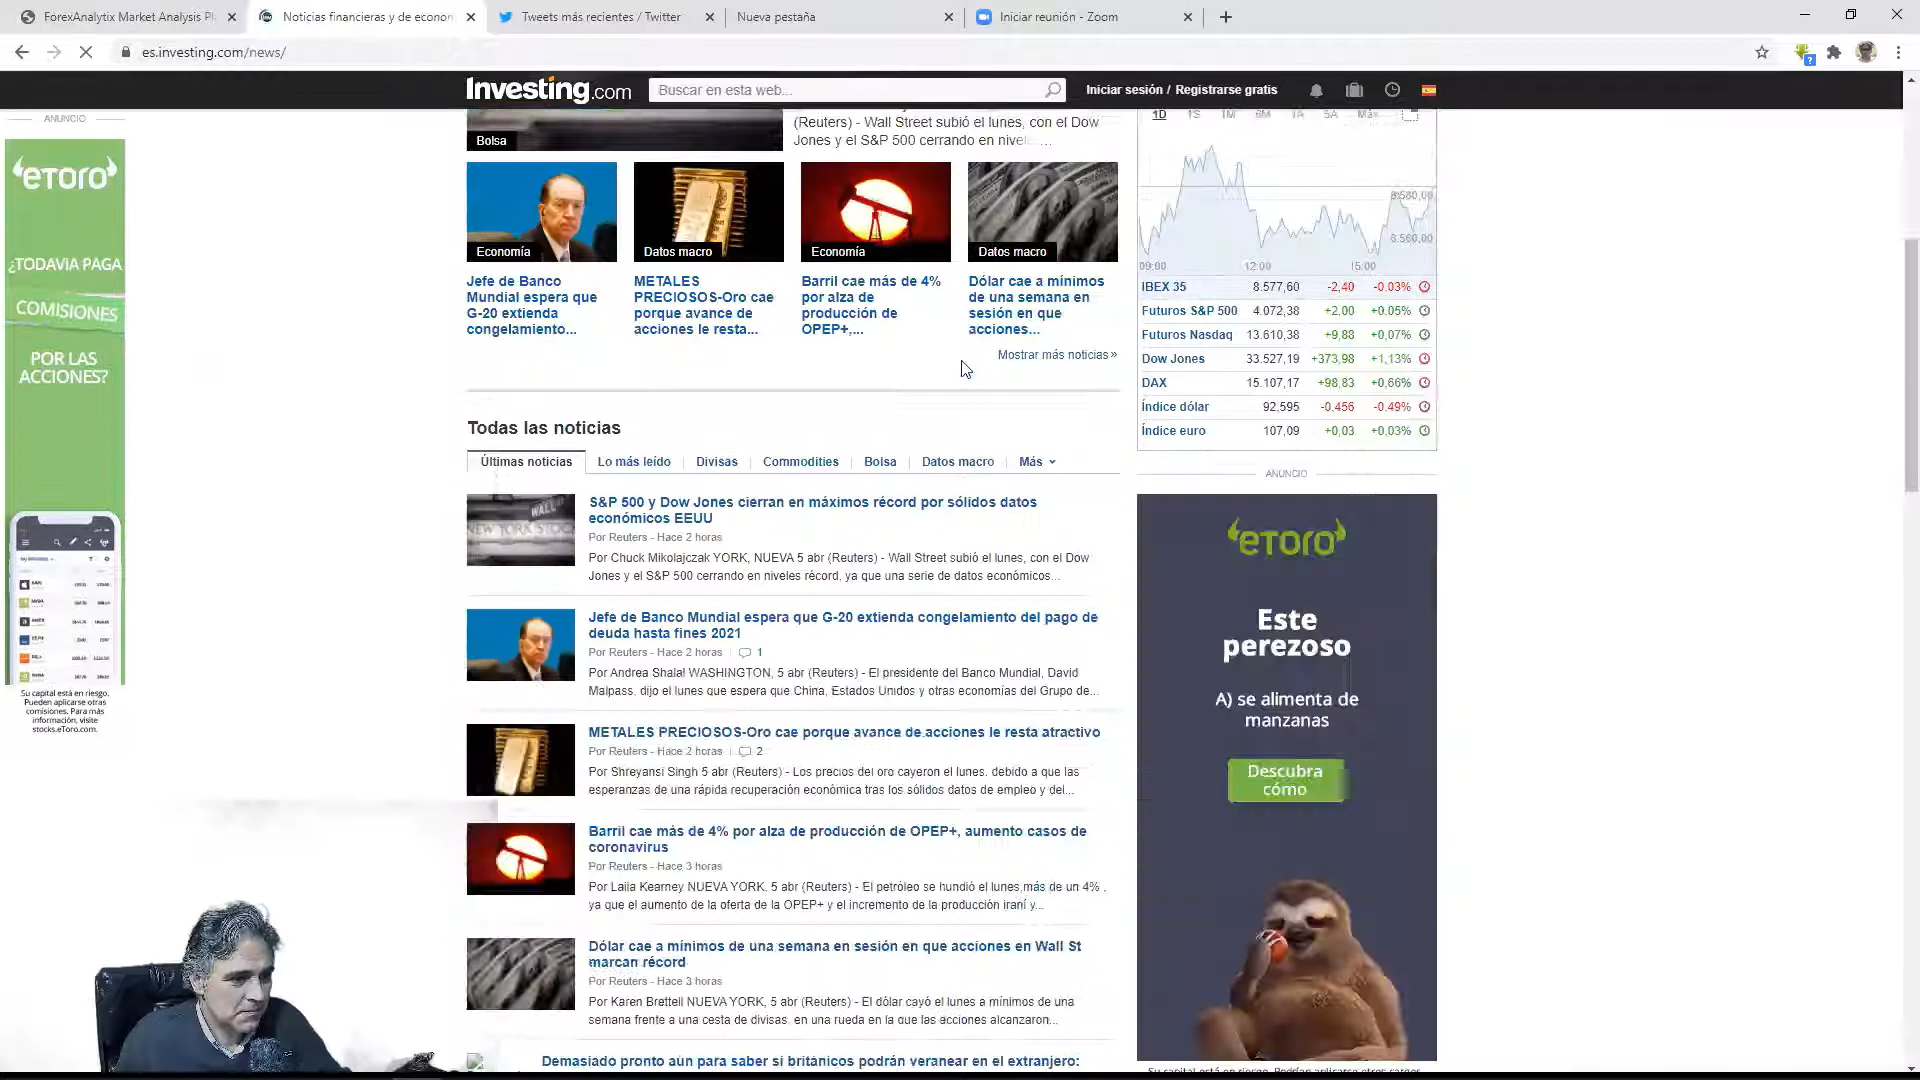 ForexAnalytix Market Analysis Pl
Noticias financieras y de econon
Tweets más recientes / Twitter
Nueva pestaña
Iniciar reunión - Zoom
es.investing.com/news/
Investing.com
Buscar en esta web...
Iniciar sesión / Registrarse gratis
ANUNCIO
eToro
¿TODAVIA PAGA
COMISIONES
POR LAS
ACCIONES?
Su capital está en riesgo.
Pueden aplicarse otras
comisiones. Para más
información, visite
stocks.eToro.com.
Bolsa
(Reuters) - Wall Street subió el lunes, con el Dow
Jones y el S&P 500 cerrando en nivel...
Economía
Jefe de Banco
Mundial espera que
G-20 extienda
congelamiento...
Datos macro
METALES
PRECIOSOS-Oro cae
porque avance de
acciones le resta...
Economía
Barril cae más de 4%
por alza de
producción de
OPEP+,...
Datos macro
Dólar cae a mínimos
de una semana en
sesión en que
acciones...
Mostrar más noticias »
Todas las noticias
Últimas noticias
Lo más leído
Divisas
Commodities
Bolsa
Datos macro
Más
S&P 500 y Dow Jones cierran en máximos récord por sólidos datos
económicos EEUU
Por Reuters - Hace 2 horas
Por Chuck Mikolajczak YORK, NUEVA 5 abr (Reuters) - Wall Street subió el lunes, con el Dow
Jones y el S&P 500 cerrando en niveles récord, ya que una serie de datos económicos...
Jefe de Banco Mundial espera que G-20 extienda congelamiento del pago de
deuda hasta fines 2021
Por Reuters - Hace 2 horas 1
Por Andrea Shalal WASHINGTON, 5 abr (Reuters) - El presidente del Banco Mundial, David
Malpass, dijo el lunes que espera que China, Estados Unidos y otras economías del Grupo de...
METALES PRECIOSOS-Oro cae porque avance de acciones le resta atractivo
Por Reuters - Hace 2 horas 2
Por Shreyansi Singh 5 abr (Reuters) - Los precios del oro cayeron el lunes, debido a que las
esperanzas de una rápida recuperación económica tras los sólidos datos de empleo y del...
Barril cae más de 4% por alza de producción de OPEP+, aumento casos de
coronavirus
Por Reuters - Hace 3 horas
Por Laila Kearney NUEVA YORK, 5 abr (Reuters) - El petróleo se hundió el lunes más de un 4% ,
ya que el aumento de la oferta de la OPEP+ y el incremento de la producción iraní y...
Dólar cae a mínimos de una semana en sesión en que acciones en Wall St
marcan récord
Por Reuters - Hace 3 horas
Por Karen Brettell NUEVA YORK, 5 abr (Reuters) - El dólar cayó el lunes a mínimos de una
semana frente a una cesta de divisas, en una rueda en la que las acciones alcanzaron...
Demasiado pronto aún para saber si británicos podrán veranear en el extranjero:
1D 1S 1M 6M 1A 5A Máx
8.580,00
8.560,00
09:00 12:00 15:00
IBEX 35 8.577,60 -2,40 -0.03%
Futuros S&P 500 4.072,38 +2,00 +0.05%
Futuros Nasdaq 13.610,38 +9,88 +0,07%
Dow Jones 33.527,19 +373,98 +1,13%
DAX 15.107,17 +98,83 +0,66%
Índice dólar 92,595 -0,456 -0,49%
Índice euro 107,09 +0,03 +0,03%
ANUNCIO
eToro
Este
perezoso
A) se alimenta de
manzanas
Descubra
cómo